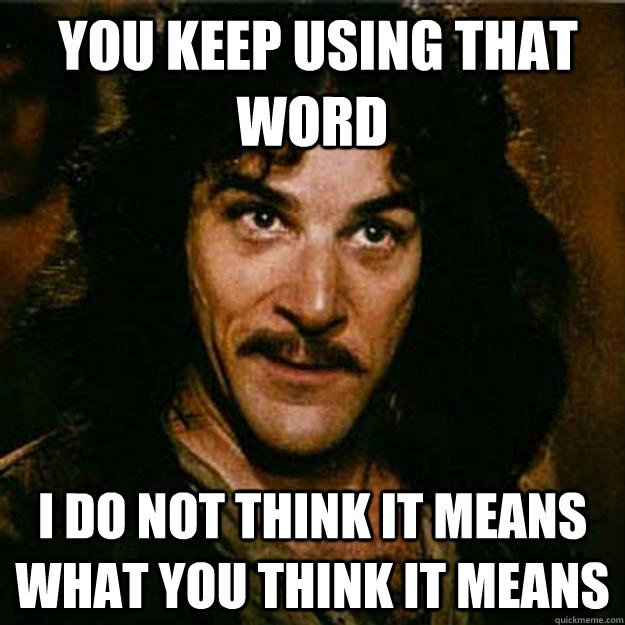 YOU KEEP USING THAT
WORD
I DO NOT THINK IT MEANS
WHAT YOU THINK IT MEANS
quickmeme.com